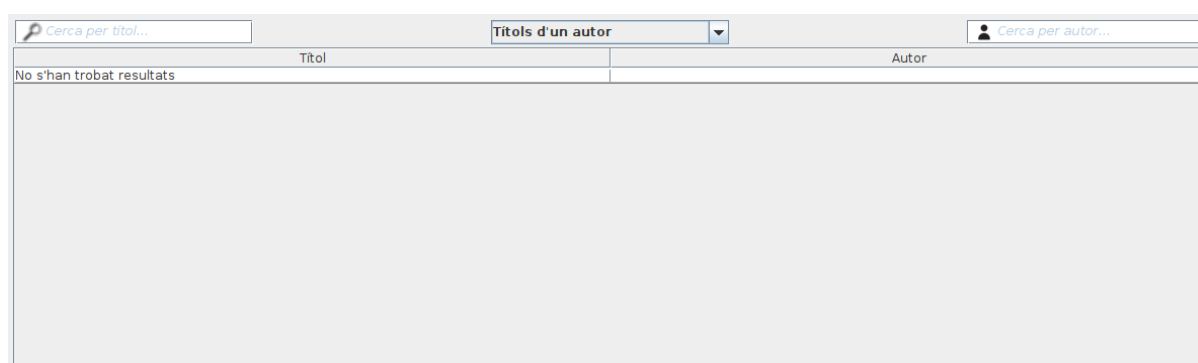 Cerca per títol...
Títols d'un autor
Cerca per autor...
Títol
Autor
No s'han trobat resultats